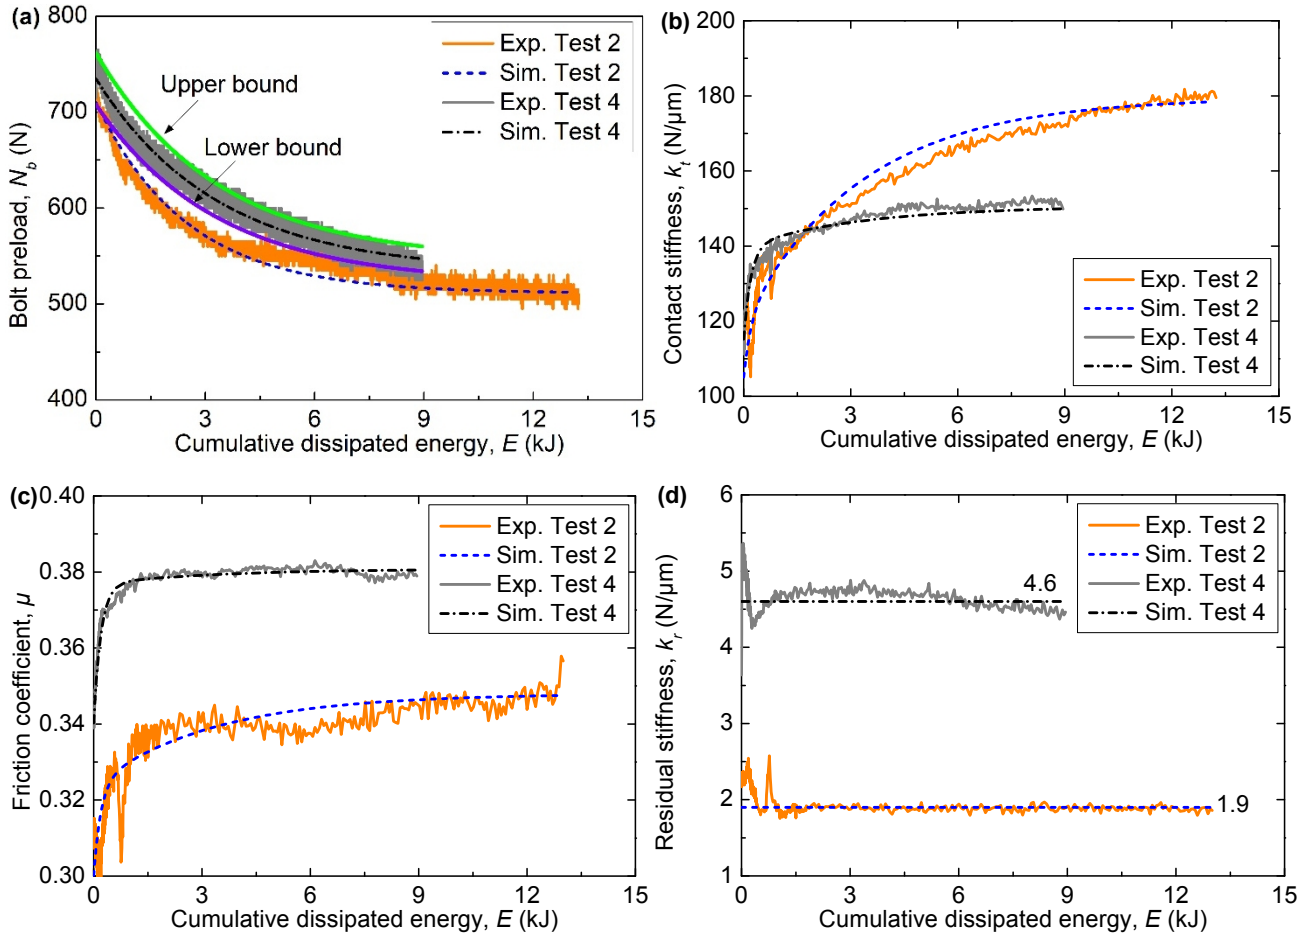 (a)
800
700
600
500
400
Bolt preload, N_b (N)
Exp. Test 2
Sim. Test 2
Exp. Test 4
Sim. Test 4
Upper bound
Lower bound
0 3 6 9 12 15
Cumulative dissipated energy, E (kJ)
(b)
200
180
160
140
120
100
Contact stiffness, k_t (N/μm)
Exp. Test 2
Sim. Test 2
Exp. Test 4
Sim. Test 4
0 3 6 9 12 15
Cumulative dissipated energy, E (kJ)
(c)
0.40
0.38
0.36
0.34
0.32
0.30
Friction coefficient, μ
Exp. Test 2
Sim. Test 2
Exp. Test 4
Sim. Test 4
0 3 6 9 12 15
Cumulative dissipated energy, E (kJ)
(d)
6
5
4
3
2
1
Residual stiffness, k_r (N/μm)
Exp. Test 2
Sim. Test 2
Exp. Test 4
Sim. Test 4
4.6
1.9
0 3 6 9 12 15
Cumulative dissipated energy, E (kJ)